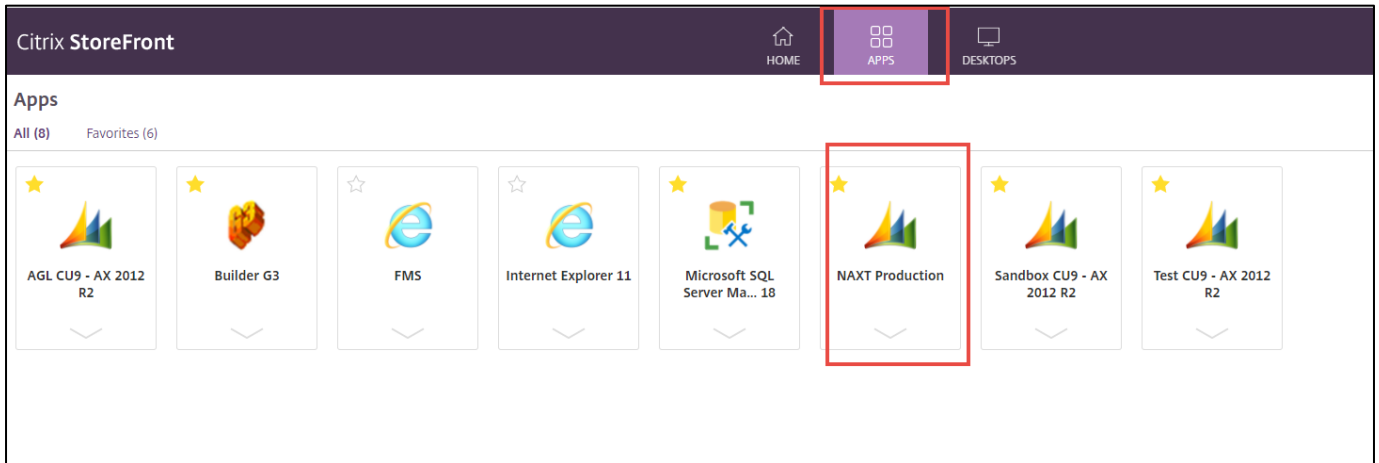 Citrix StoreFront
HOME
APPS
DESKTOPS
Apps
All (8) Favorites (6)
AGL CU9 - AX 2012
R2
Builder G3
FMS
Internet Explorer 11
Microsoft SQL
Server Ma... 18
NAXT Production
Sandbox CU9 - AX
2012 R2
Test CU9 - AX 2012
R2